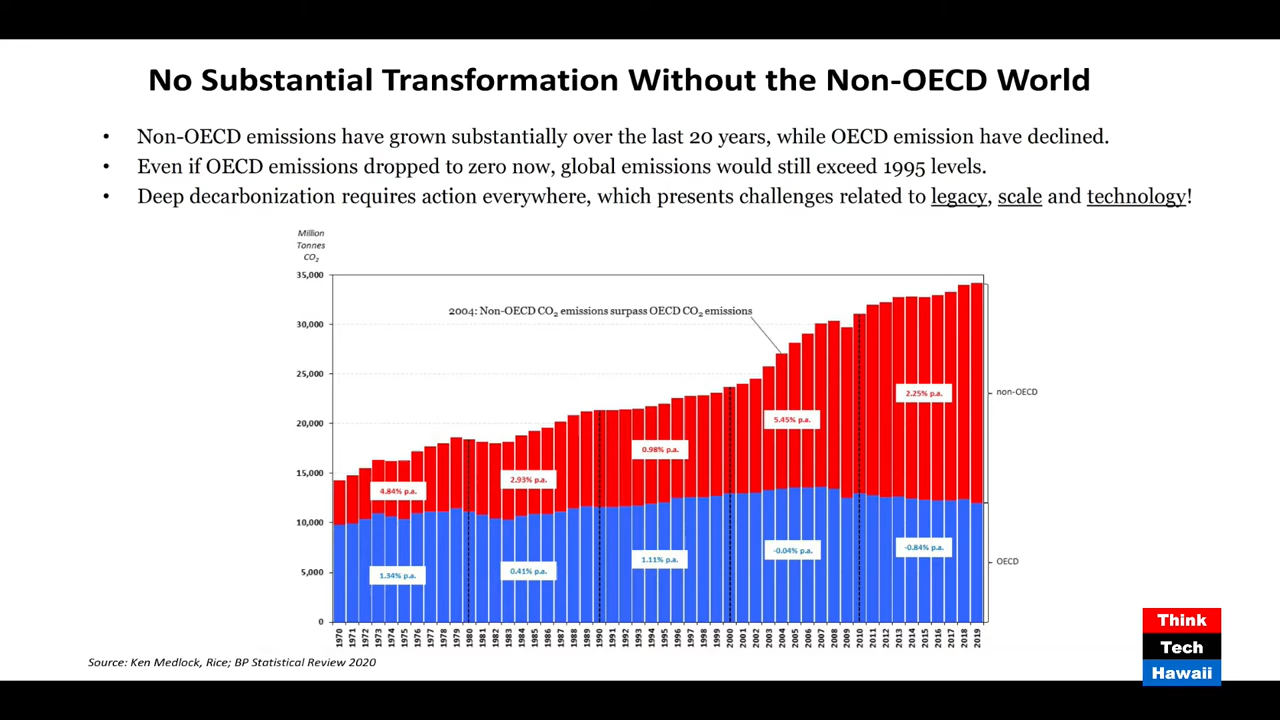 No Substantial Transformation Without the Non-OECD World
• Non-OECD emissions have grown substantially over the last 20 years, while OECD emission have declined.
• Even if OECD emissions dropped to zero now, global emissions would still exceed 1995 levels.
• Deep decarbonization requires action everywhere, which presents challenges related to legacy, scale and technology!
Million
Tonnes
CO₂
35,000
2004: Non-OECD CO₂ emissions surpass OECD CO₂ emissions
30,000
25,000
20,000
15,000
10,000
5,000
0
4.84% p.a.
2.93% p.a.
0.98% p.a.
5.45% p.a.
2.25% p.a.
non-OECD
1.34% p.a.
0.41% p.a.
1.11% p.a.
-0.04% p.a.
-0.84% p.a.
OECD
1970 1971 1972 1973 1974 1975 1976 1977 1978 1979 1980 1981 1982 1983 1984 1985 1986 1987 1988 1989 1990 1991 1992 1993 1994 1995 1996 1997 1998 1999 2000 2001 2002 2003 2004 2005 2006 2007 2008 2009 2010 2011 2012 2013 2014 2015 2016 2017 2018 2019
Source: Ken Medlock, Rice; BP Statistical Review 2020
Think
Tech
Hawaii